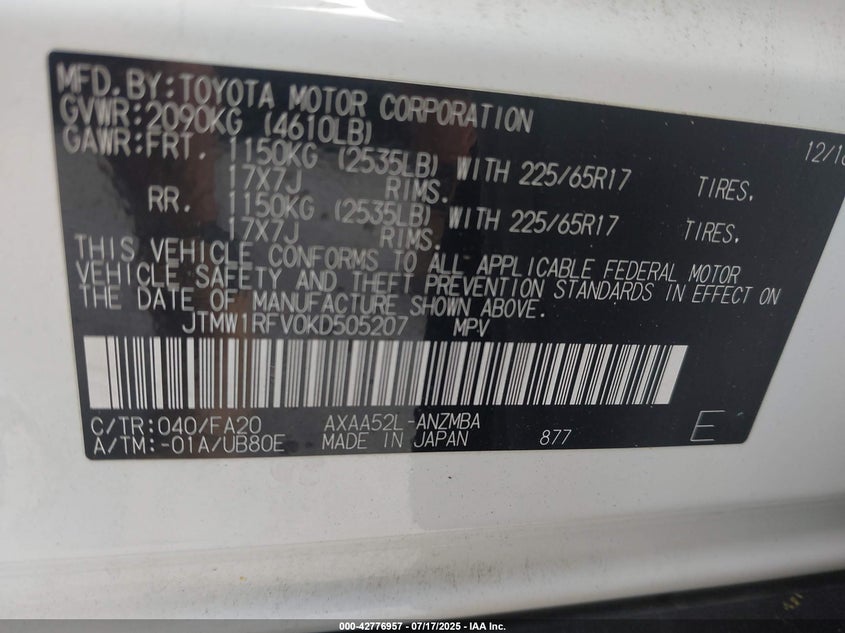 MFD.BY:TOYOTA MOTOR CORPORATION
12/18
GVWR:2090KG (4610LB)
GAWR:FRT. 1150KG (2535LB) WITH 225/65R17 TIRES.
17X7J RIMS.
RR. 1150KG (2535LB) WITH 225/65R17 TIRES.
17X7J RIMS.
THIS VEHICLE CONFORMS TO ALL APPLICABLE FEDERAL MOTOR
VEHICLE SAFETY AND THEFT PREVENTION STANDARDS IN EFFECT ON
THE DATE OF MANUFACTURE SHOWN ABOVE.
JTMW1RFV0KD505207 MPV
C/TR:040/FA20 AXAA52L-ANZMBA
A/TM:-01A/UB80E MADE IN JAPAN 877 E
000-42776957 / 07/17/2025 - IAA Inc.